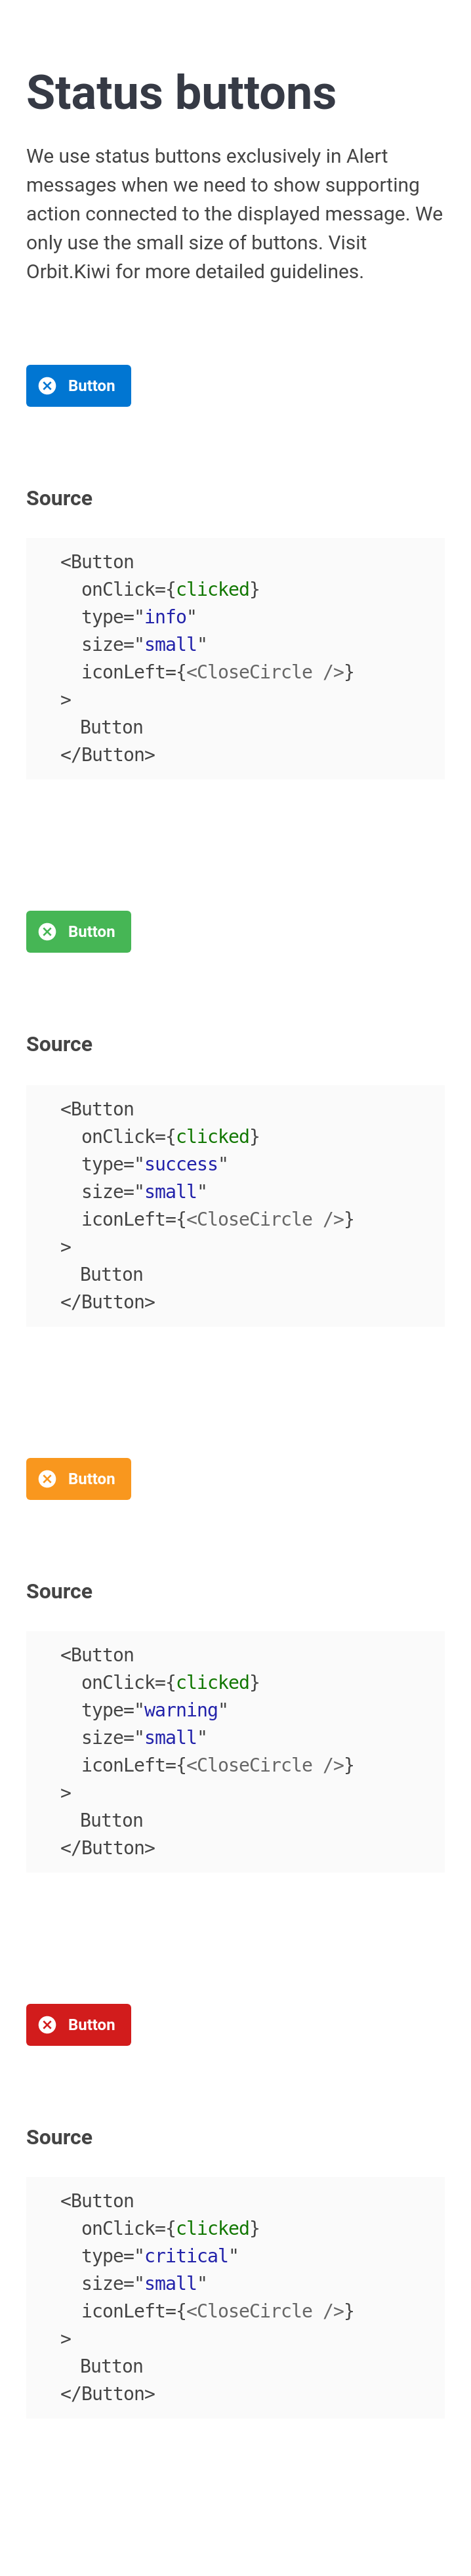 Status buttons
We use status buttons exclusively in Alert
messages when we need to show supporting
action connected to the displayed message. We
only use the small size of buttons. Visit
Orbit.Kiwi for more detailed guidelines.
Button
Source
<Button
  onClick={clicked}
  type="info"
  size="small"
  iconLeft={<CloseCircle />}
>
  Button
</Button>
Button
Source
<Button
  onClick={clicked}
  type="success"
  size="small"
  iconLeft={<CloseCircle />}
>
  Button
</Button>
Button
Source
<Button
  onClick={clicked}
  type="warning"
  size="small"
  iconLeft={<CloseCircle />}
>
  Button
</Button>
Button
Source
<Button
  onClick={clicked}
  type="critical"
  size="small"
  iconLeft={<CloseCircle />}
>
  Button
</Button>